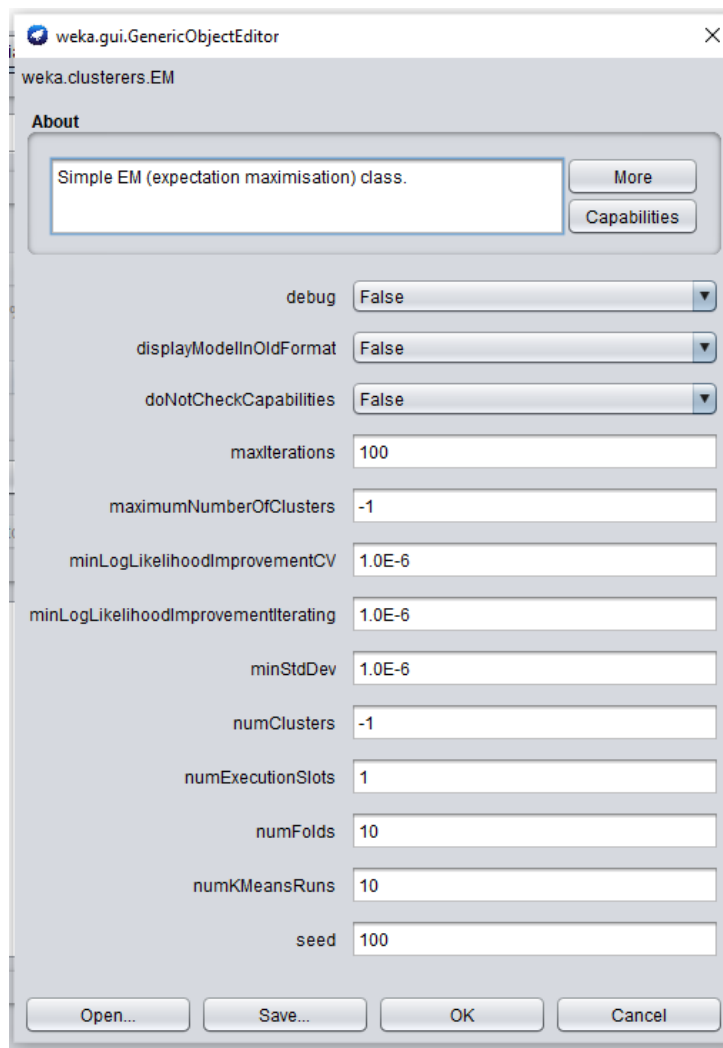 weka.gui.GenericObjectEditor
weka.clusterers.EM
About
Simple EM (expectation maximisation) class.
More
Capabilities
debug False
displayModelInOldFormat False
doNotCheckCapabilities False
maxIterations 100
maximumNumberOfClusters -1
minLogLikelihoodImprovementCV 1.0E-6
minLogLikelihoodImprovementIterating 1.0E-6
minStdDev 1.0E-6
numClusters -1
numExecutionSlots 1
numFolds 10
numKMeansRuns 10
seed 100
Open... Save... OK Cancel